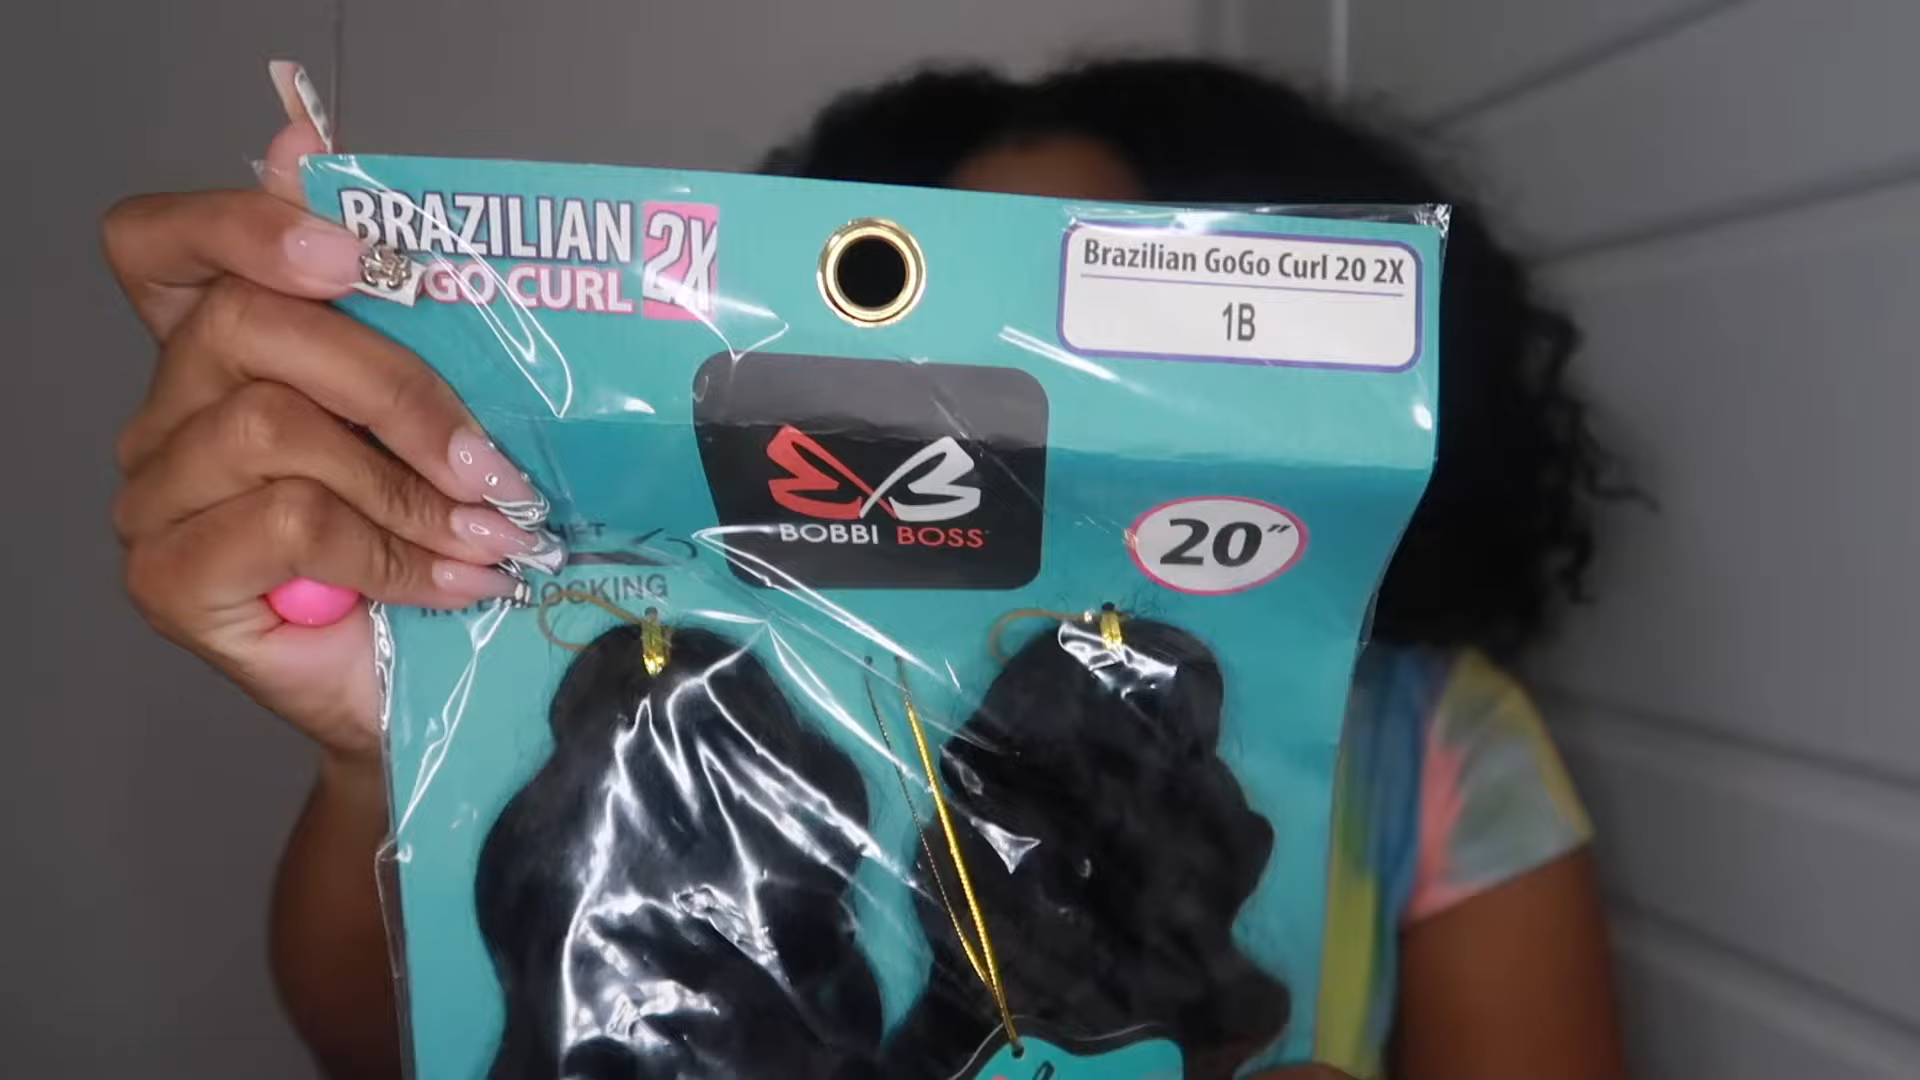 BRAZILIAN 2X
GO CURL
Brazilian GoGo Curl 20 2X
1B
BOBBI BOSS
20"